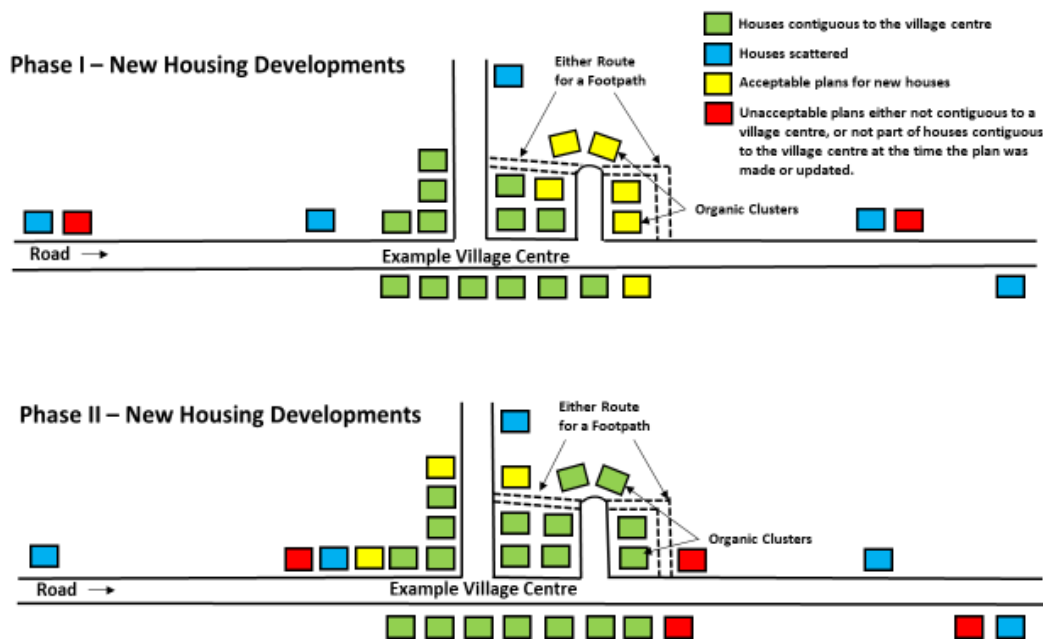 Houses contiguous to the village centre
Houses scattered
Acceptable plans for new houses
Unacceptable plans either not contiguous to a
village centre, or not part of houses contiguous
to the village centre at the time the plan was
made or updated.
Phase I – New Housing Developments
Either Route
for a Footpath
Organic Clusters
Road →
Example Village Centre
Phase II – New Housing Developments
Either Route
for a Footpath
Organic Clusters
Road →
Example Village Centre